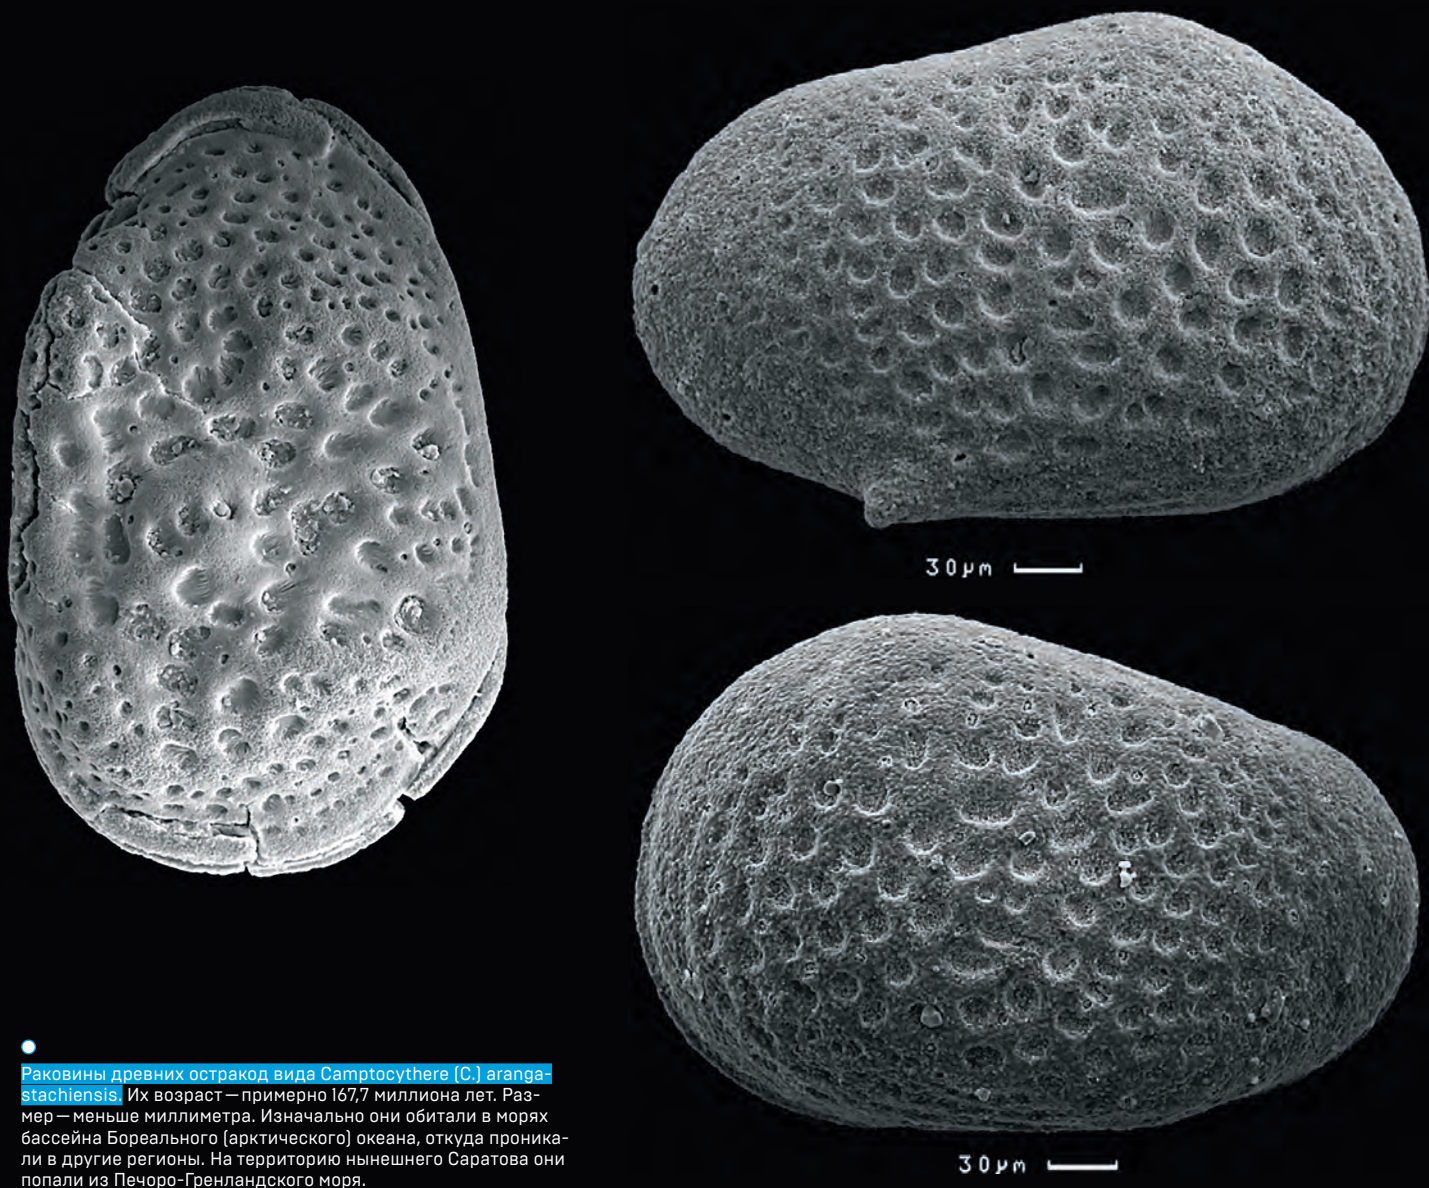 30µm
30µm
Раковины древних остракод вида Camptocythere (C.) aranga-
stachiensis. Их возраст — примерно 167,7 миллиона лет. Раз-
мер — меньше миллиметра. Изначально они обитали в морях
бассейна Бореального (арктического) океана, откуда проника-
ли в другие регионы. На территорию нынешнего Саратова они
попали из Печоро-Гренландского моря.